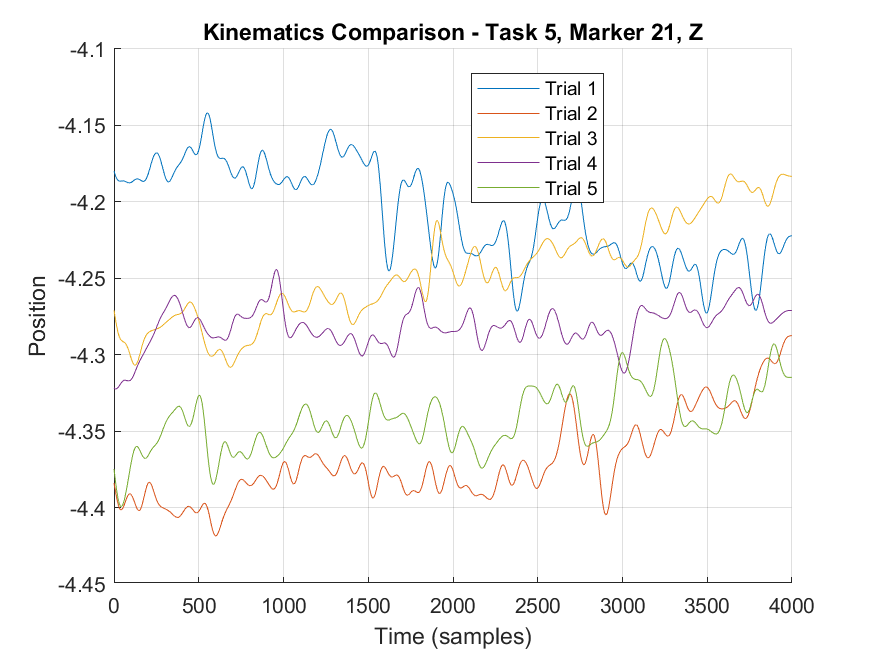 Kinematics Comparison - Task 5, Marker 21, Z
-4.1
-4.15
-4.2
-4.25
-4.3
-4.35
-4.4
-4.45
Position
Trial 1
Trial 2
Trial 3
Trial 4
Trial 5
0 500 1000 1500 2000 2500 3000 3500 4000
Time (samples)